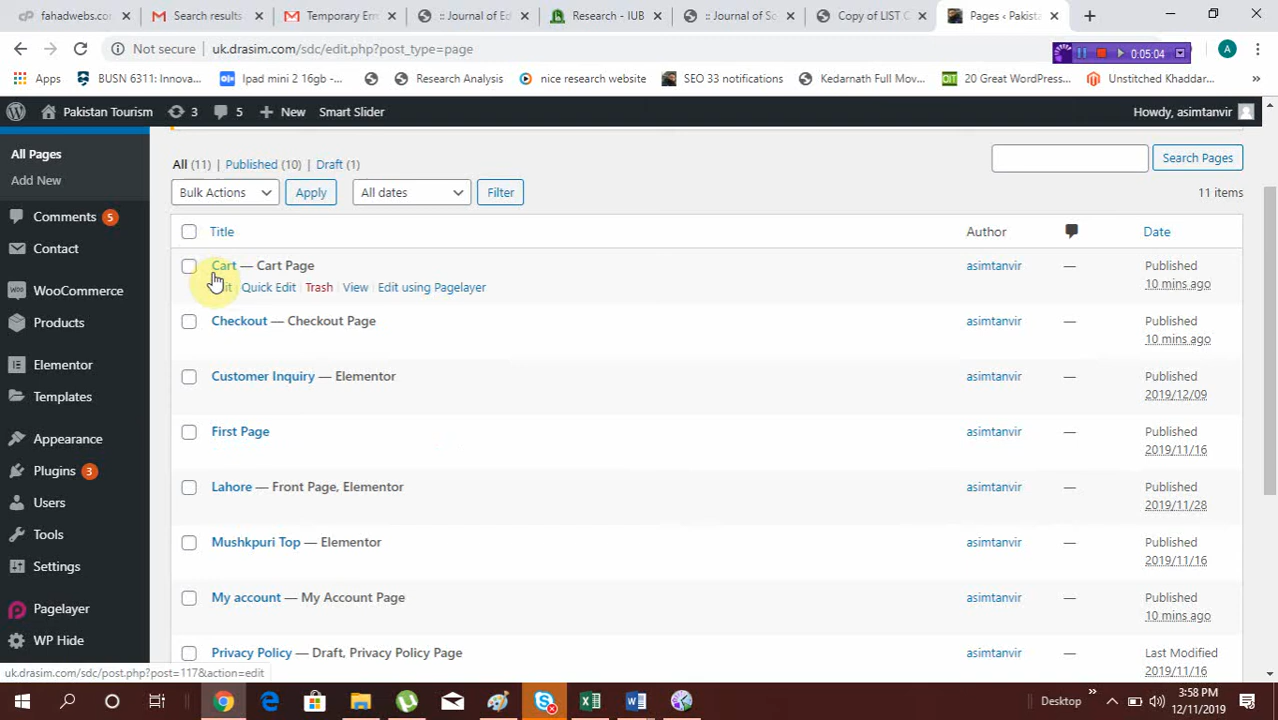 fahadwebs.co
Search results
Temporary Err
:: Journal of Ed
Research - IUB
:: Journal of So
Copy of LIST C
Pages ‹ Pakista
Not secure
uk.drasim.com/sdc/edit.php?post_type=page
0:05:04
A
Apps
BUSN 6311: Innova...
Ipad mini 2 16gb -...
Research Analysis
nice research website
SEO 33 notifications
Kedarnath Full Mov...
20 Great WordPress...
Unstitched Khaddar...
»
Pakistan Tourism
3
5
New
Smart Slider
Howdy, asimtanvir
All Pages
Add New
Comments 5
Contact
WooCommerce
Products
Elementor
Templates
Appearance
Plugins 3
Users
Tools
Settings
Pagelayer
WP Hide
All (11) | Published (10) | Draft (1)
Search Pages
Bulk Actions
Apply
All dates
Filter
11 items
Title
Author
Date
Cart — Cart Page
asimtanvir
—
Published
10 mins ago
Quick Edit | Trash | View | Edit using Pagelayer
Checkout — Checkout Page
asimtanvir
—
Published
10 mins ago
Customer Inquiry — Elementor
asimtanvir
—
Published
2019/12/09
First Page
asimtanvir
—
Published
2019/11/16
Lahore — Front Page, Elementor
asimtanvir
—
Published
2019/11/28
Mushkpuri Top — Elementor
asimtanvir
—
Published
2019/11/16
My account — My Account Page
asimtanvir
—
Published
10 mins ago
Privacy Policy — Draft, Privacy Policy Page
asimtanvir
—
Last Modified
2019/11/16
uk.drasim.com/sdc/post.php?post=117&action=edit
Desktop
»
3:58 PM
12/11/2019